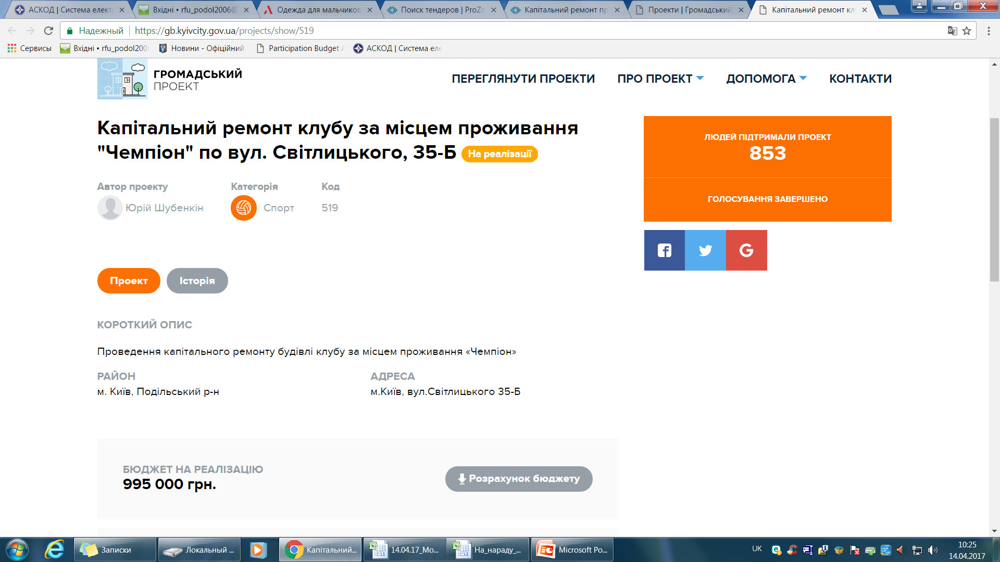 АСКОД | Система елект
Вхідні • rfu_podol2006@
Одежда для мальчиков
Поиск тендеров | ProZo
Капітальний ремонт пр
Проекти | Громадський
Капітальний ремонт клу
Надежный
https://gb.kyivcity.gov.ua/projects/show/519
Сервисы
Вхідні • rfu_podol200
Новини - Офіційний
Participation Budget A
АСКОД | Система еле
ГРОМАДСЬКИЙ
ПРОЕКТ
ПЕРЕГЛЯНУТИ ПРОЕКТИ
ПРО ПРОЕКТ
ДОПОМОГА
КОНТАКТИ
Капітальний ремонт клубу за місцем проживання
"Чемпіон" по вул. Світлицького, 35-Б
На реалізації
ЛЮДЕЙ ПІДТРИМАЛИ ПРОЕКТ
853
ГОЛОСУВАННЯ ЗАВЕРШЕНО
Автор проекту
Юрій Шубенкін
Категорія
Спорт
Код
519
Проект
Історія
КОРОТКИЙ ОПИС
Проведення капітального ремонту будівлі клубу за місцем проживання «Чемпіон»
РАЙОН
м. Київ, Подільський р-н
АДРЕСА
м.Київ, вул.Світлицького 35-Б
БЮДЖЕТ НА РЕАЛІЗАЦІЮ
995 000 грн.
Розрахунок бюджету
Записки
Локальный ...
Капітальний...
14.04.17_Мо...
На_нараду_...
Microsoft Po...
UK
10:25
14.04.2017